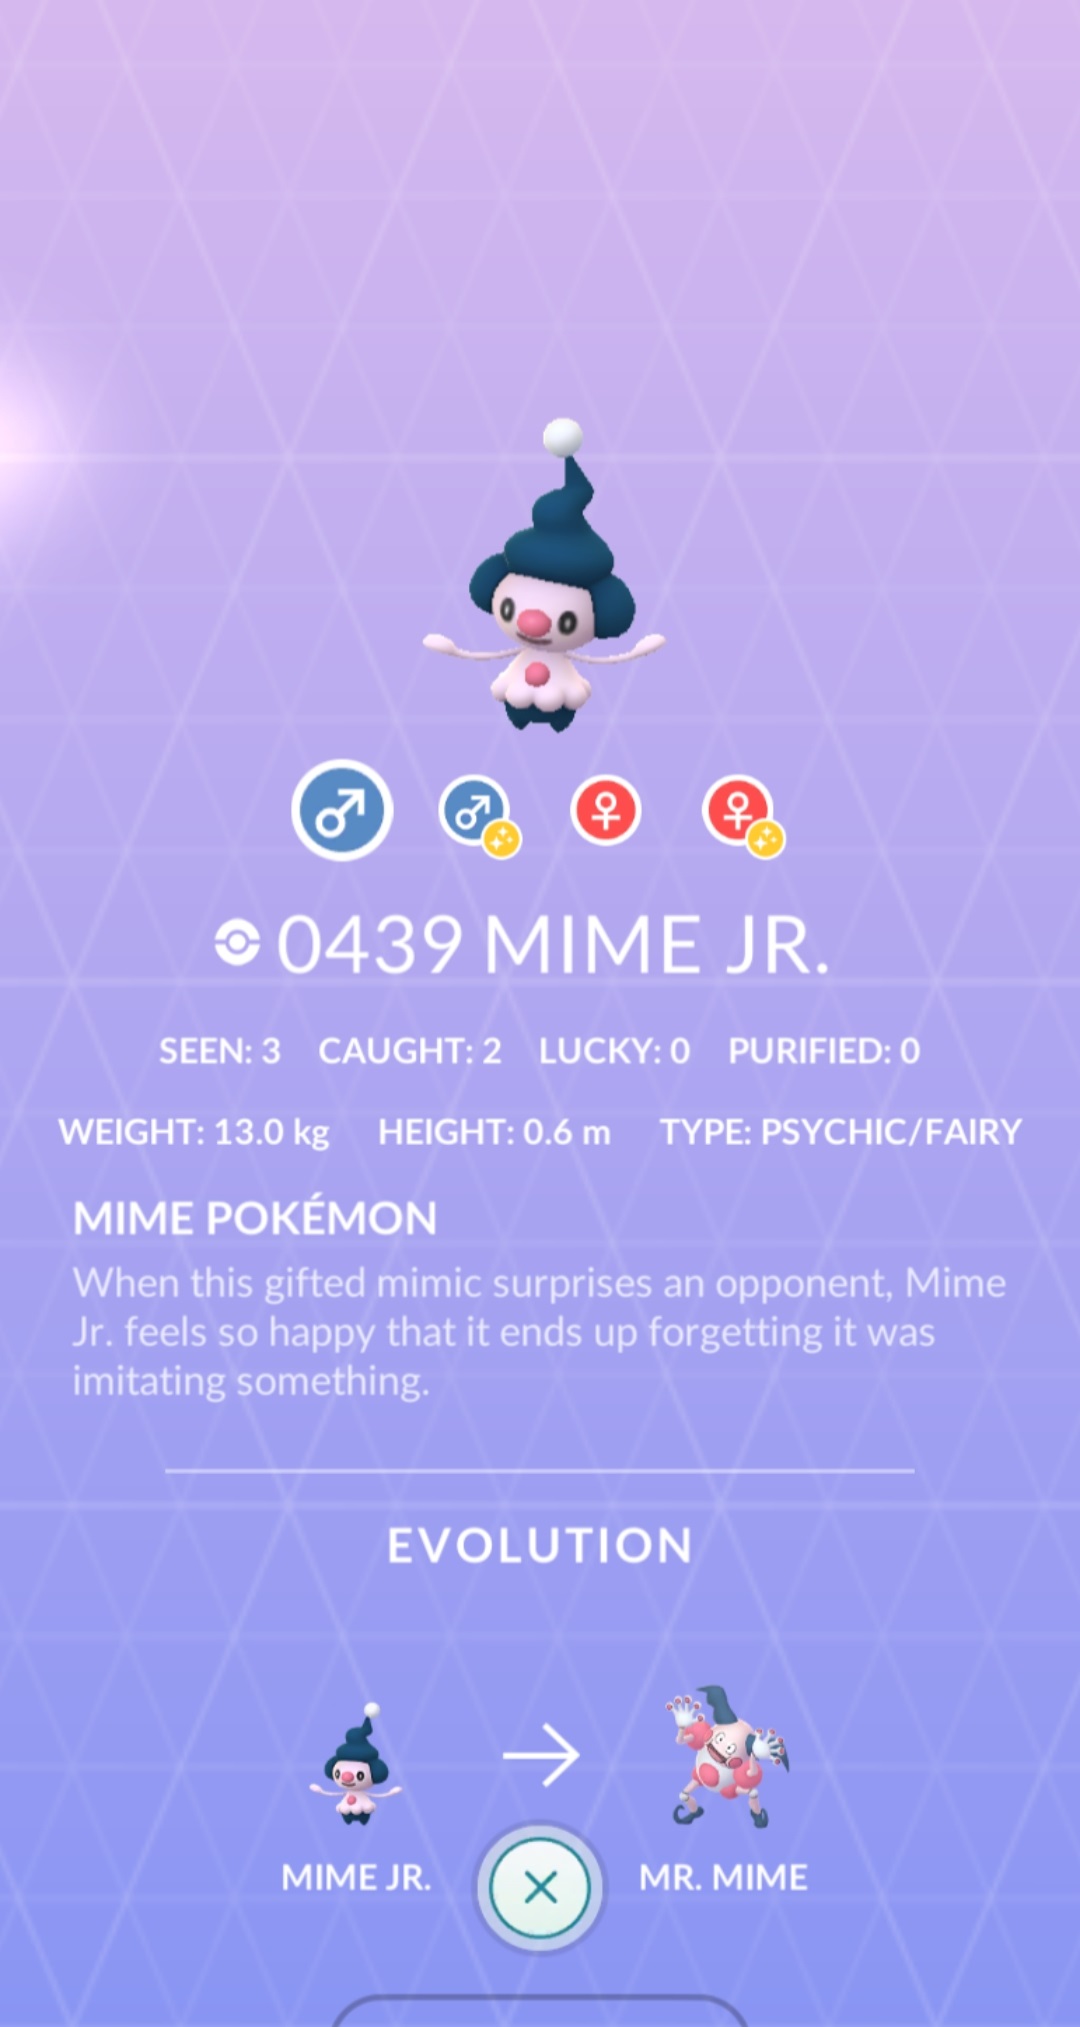 0439 MIME JR.
SEEN: 3 CAUGHT: 2 LUCKY: 0 PURIFIED: 0
WEIGHT: 13.0 kg HEIGHT: 0.6 m TYPE: PSYCHIC/FAIRY
MIME POKÉMON
When this gifted mimic surprises an opponent, Mime
Jr. feels so happy that it ends up forgetting it was
imitating something.
EVOLUTION
MIME JR. MR. MIME